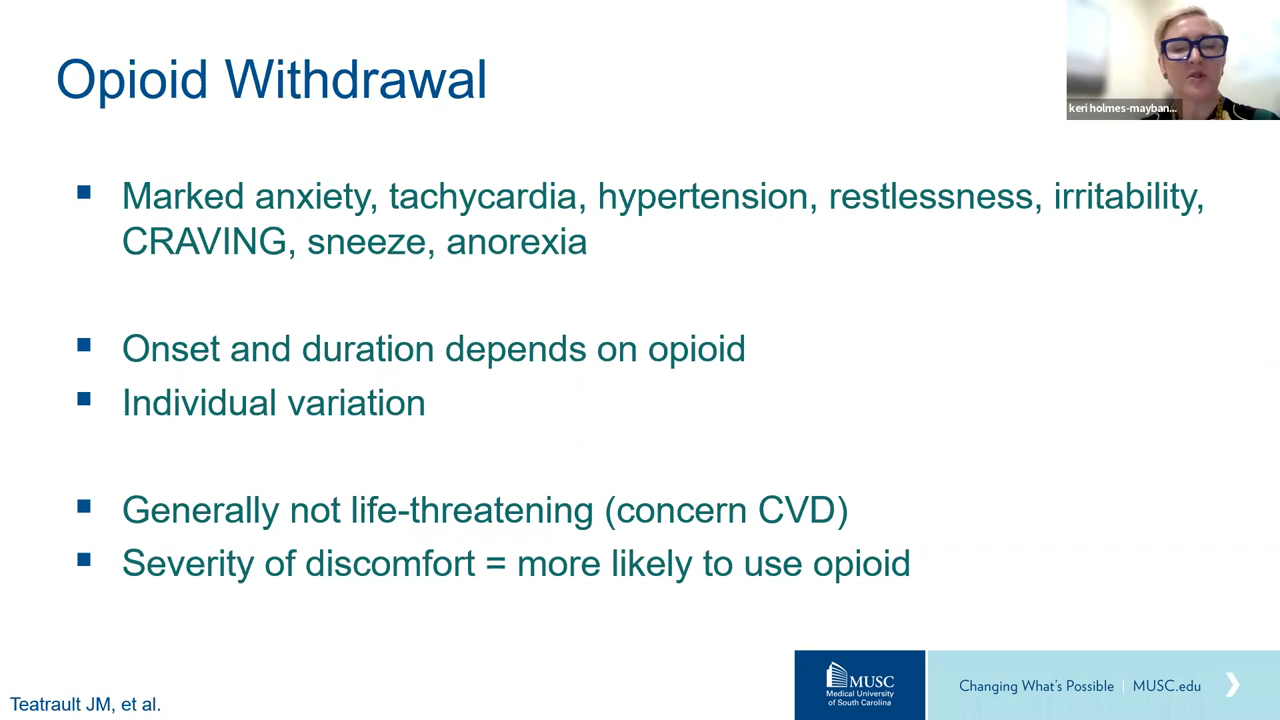 Opioid Withdrawal
keri holmes-mayban...
▪ Marked anxiety, tachycardia, hypertension, restlessness, irritability,
CRAVING, sneeze, anorexia
▪ Onset and duration depends on opioid
▪ Individual variation
▪ Generally not life-threatening (concern CVD)
▪ Severity of discomfort = more likely to use opioid
MUSC
Medical University
of South Carolina
Changing What's Possible | MUSC.edu
Teatrault JM, et al.